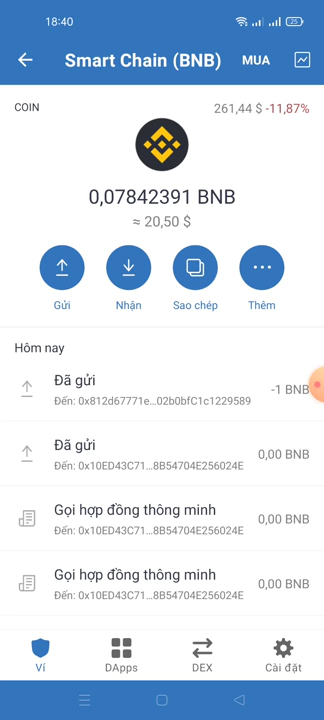 18:40
25
Smart Chain (BNB)
MUA
COIN
261,44 $ -11,87%
0,07842391 BNB
≈ 20,50 $
Gửi
Nhận
Sao chép
Thêm
Hôm nay
Đã gửi
-1 BNB
Đến: 0x812d67771e...02b0bfC1c1229589
Đã gửi
0,00 BNB
Đến: 0x10ED43C71...8B54704E256024E
Gọi hợp đồng thông minh
0,00 BNB
Đến: 0x10ED43C71...8B54704E256024E
Gọi hợp đồng thông minh
0,00 BNB
Đến: 0x10ED43C71...8B54704E256024E
Ví
DApps
DEX
Cài đặt